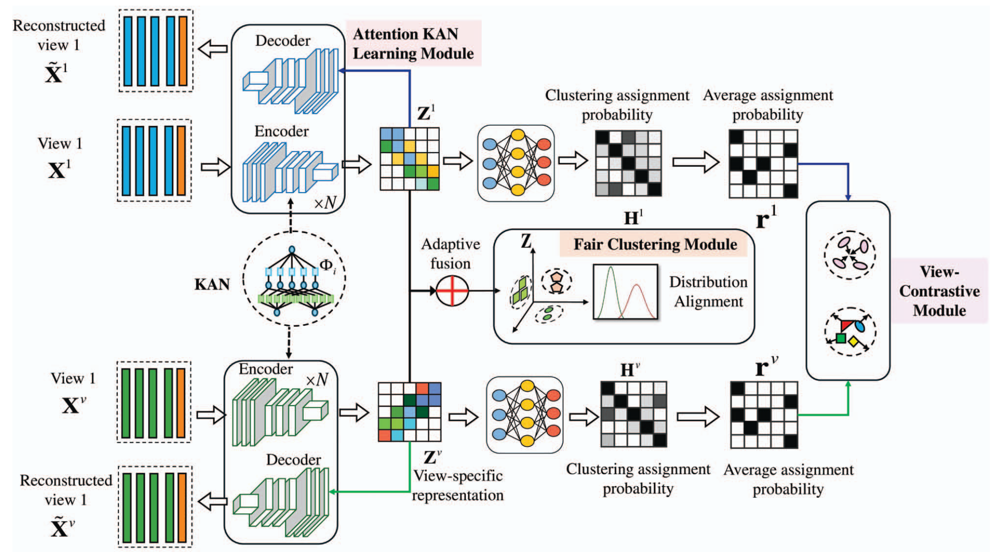 Reconstructed
view 1
X̃¹
View 1
X¹
Decoder
Encoder
×N
Attention KAN
Learning Module
Z¹
Clustering assignment
probability
H¹
Average assignment
probability
r¹
KAN
Φᵢ
Adaptive
fusion
Z
Fair Clustering Module
Distribution
Alignment
View-
Contrastive
Module
View 1
Xᵛ
Encoder
×N
Decoder
Reconstructed
view 1
X̃ᵛ
Zᵛ
View-specific
representation
Hᵛ
Clustering assignment
probability
rᵛ
Average assignment
probability